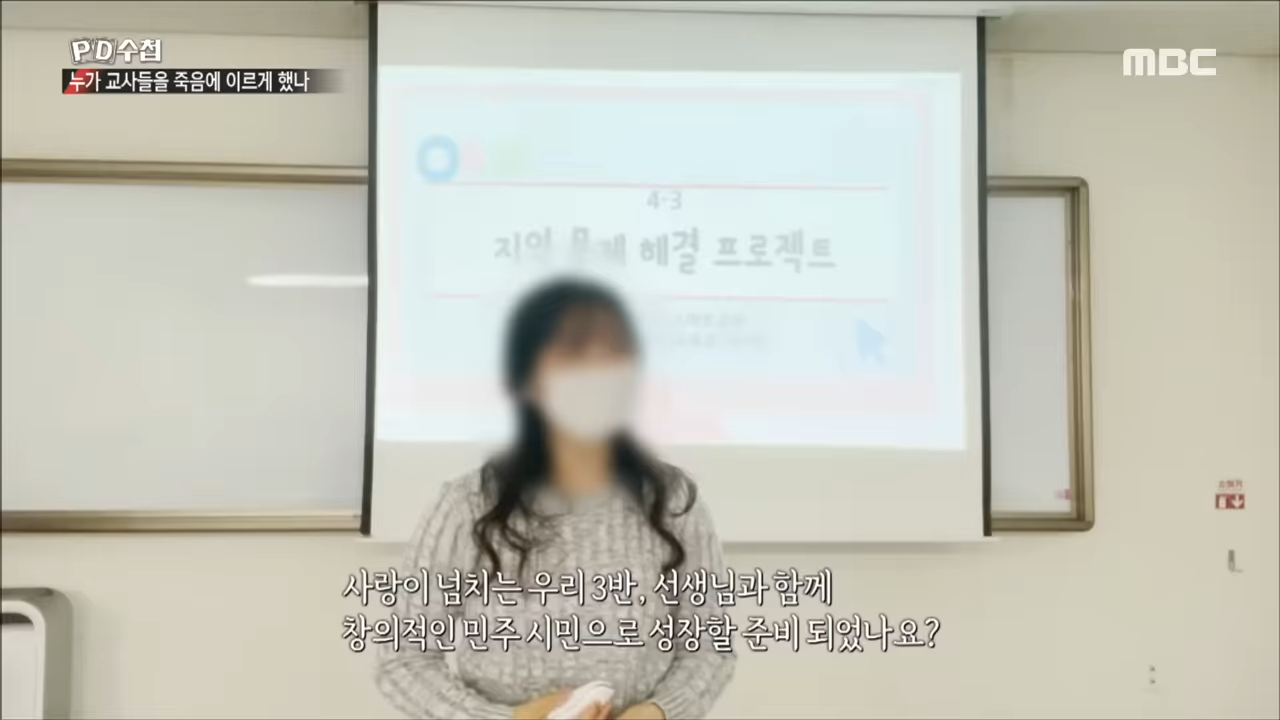 PD수첩
누가 교사들을 죽음에 이르게 했나
MBC
4-3
지역 문제 해결 프로젝트
사랑이 넘치는 우리 3반, 선생님과 함께
창의적인 민주 시민으로 성장할 준비 되었나요?